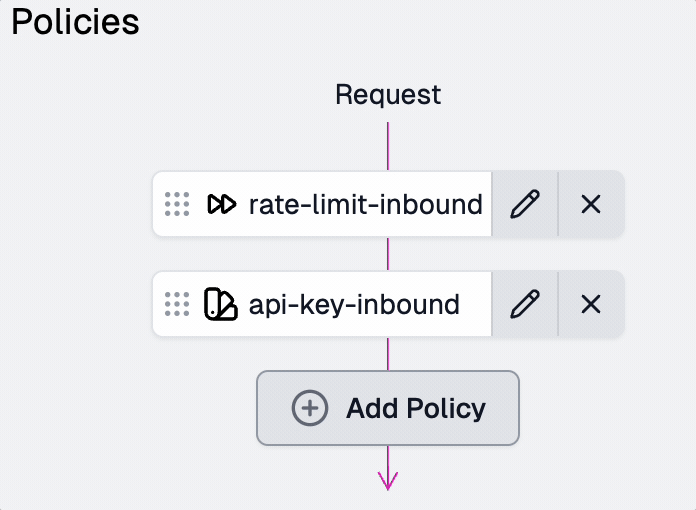 Policies
Request
rate-limit-inbound
api-key-inbound
Add Policy